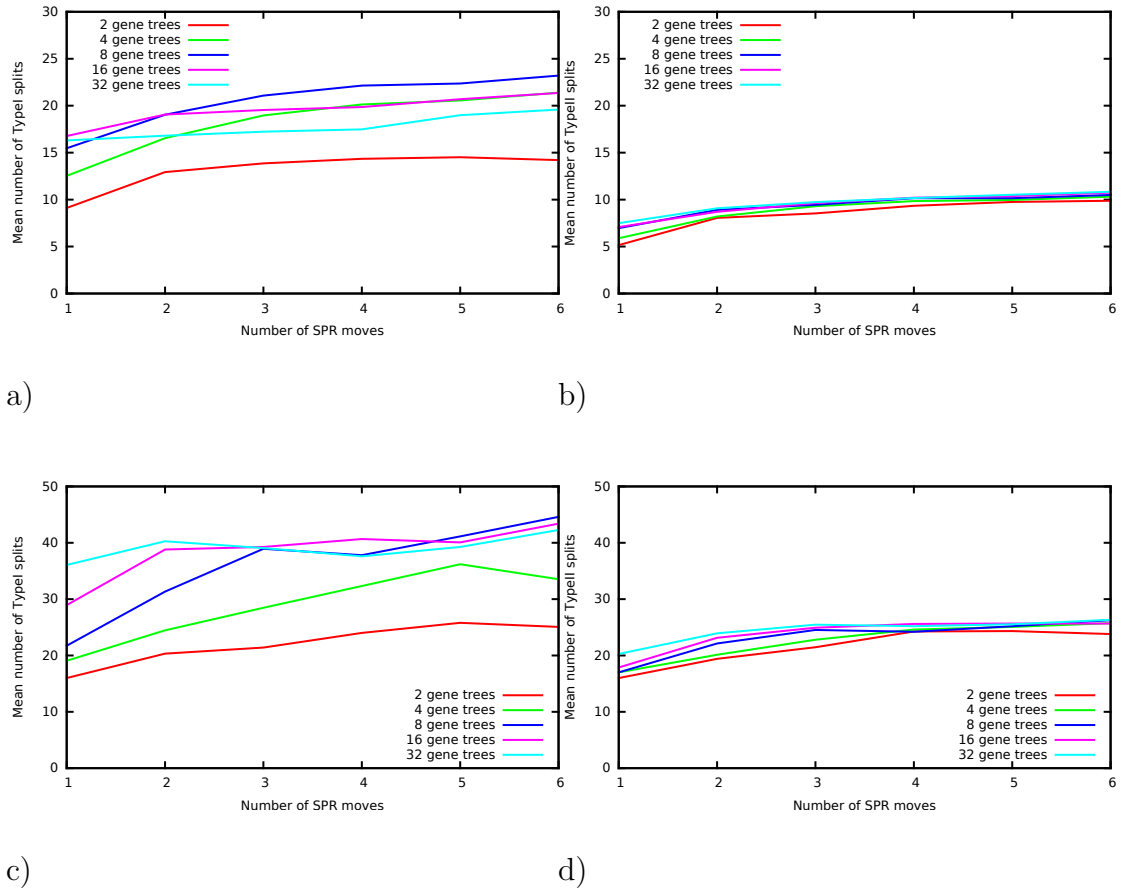 30
25
20
15
10
5
0
1 2 3 4 5 6
Mean number of TypeII splits
Number of SPR moves
2 gene trees
4 gene trees
8 gene trees
16 gene trees
32 gene trees
a)
30
25
20
15
10
5
0
1 2 3 4 5 6
Mean number of TypeII splits
Number of SPR moves
2 gene trees
4 gene trees
8 gene trees
16 gene trees
32 gene trees
b)
50
40
30
20
10
0
1 2 3 4 5 6
Mean number of TypeII splits
Number of SPR moves
2 gene trees
4 gene trees
8 gene trees
16 gene trees
32 gene trees
c)
50
40
30
20
10
0
1 2 3 4 5 6
Mean number of TypeII splits
Number of SPR moves
2 gene trees
4 gene trees
8 gene trees
16 gene trees
32 gene trees
d)